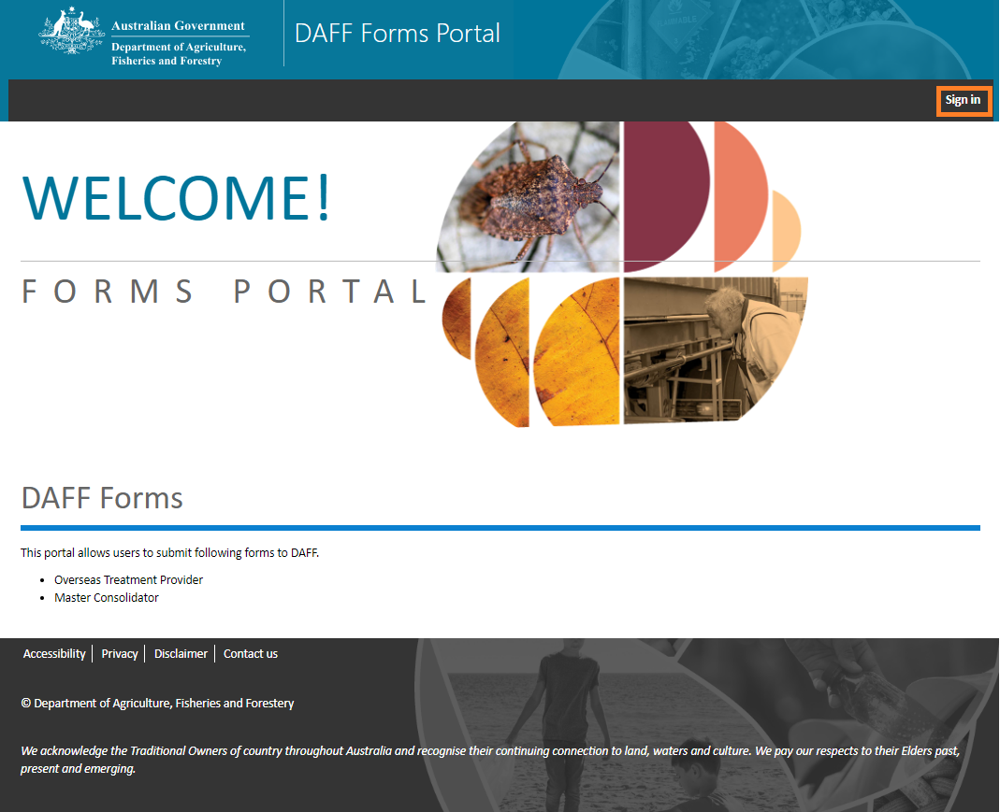 Australian Government
Department of Agriculture,
Fisheries and Forestry
DAFF Forms Portal
Sign in
WELCOME!
FORMS PORTAL
DAFF Forms
This portal allows users to submit following forms to DAFF.
• Overseas Treatment Provider
• Master Consolidator
Accessibility | Privacy | Disclaimer | Contact us
© Department of Agriculture, Fisheries and Forestery
We acknowledge the Traditional Owners of country throughout Australia and recognise their continuing connection to land, waters and culture. We pay our respects to their Elders past,
present and emerging.